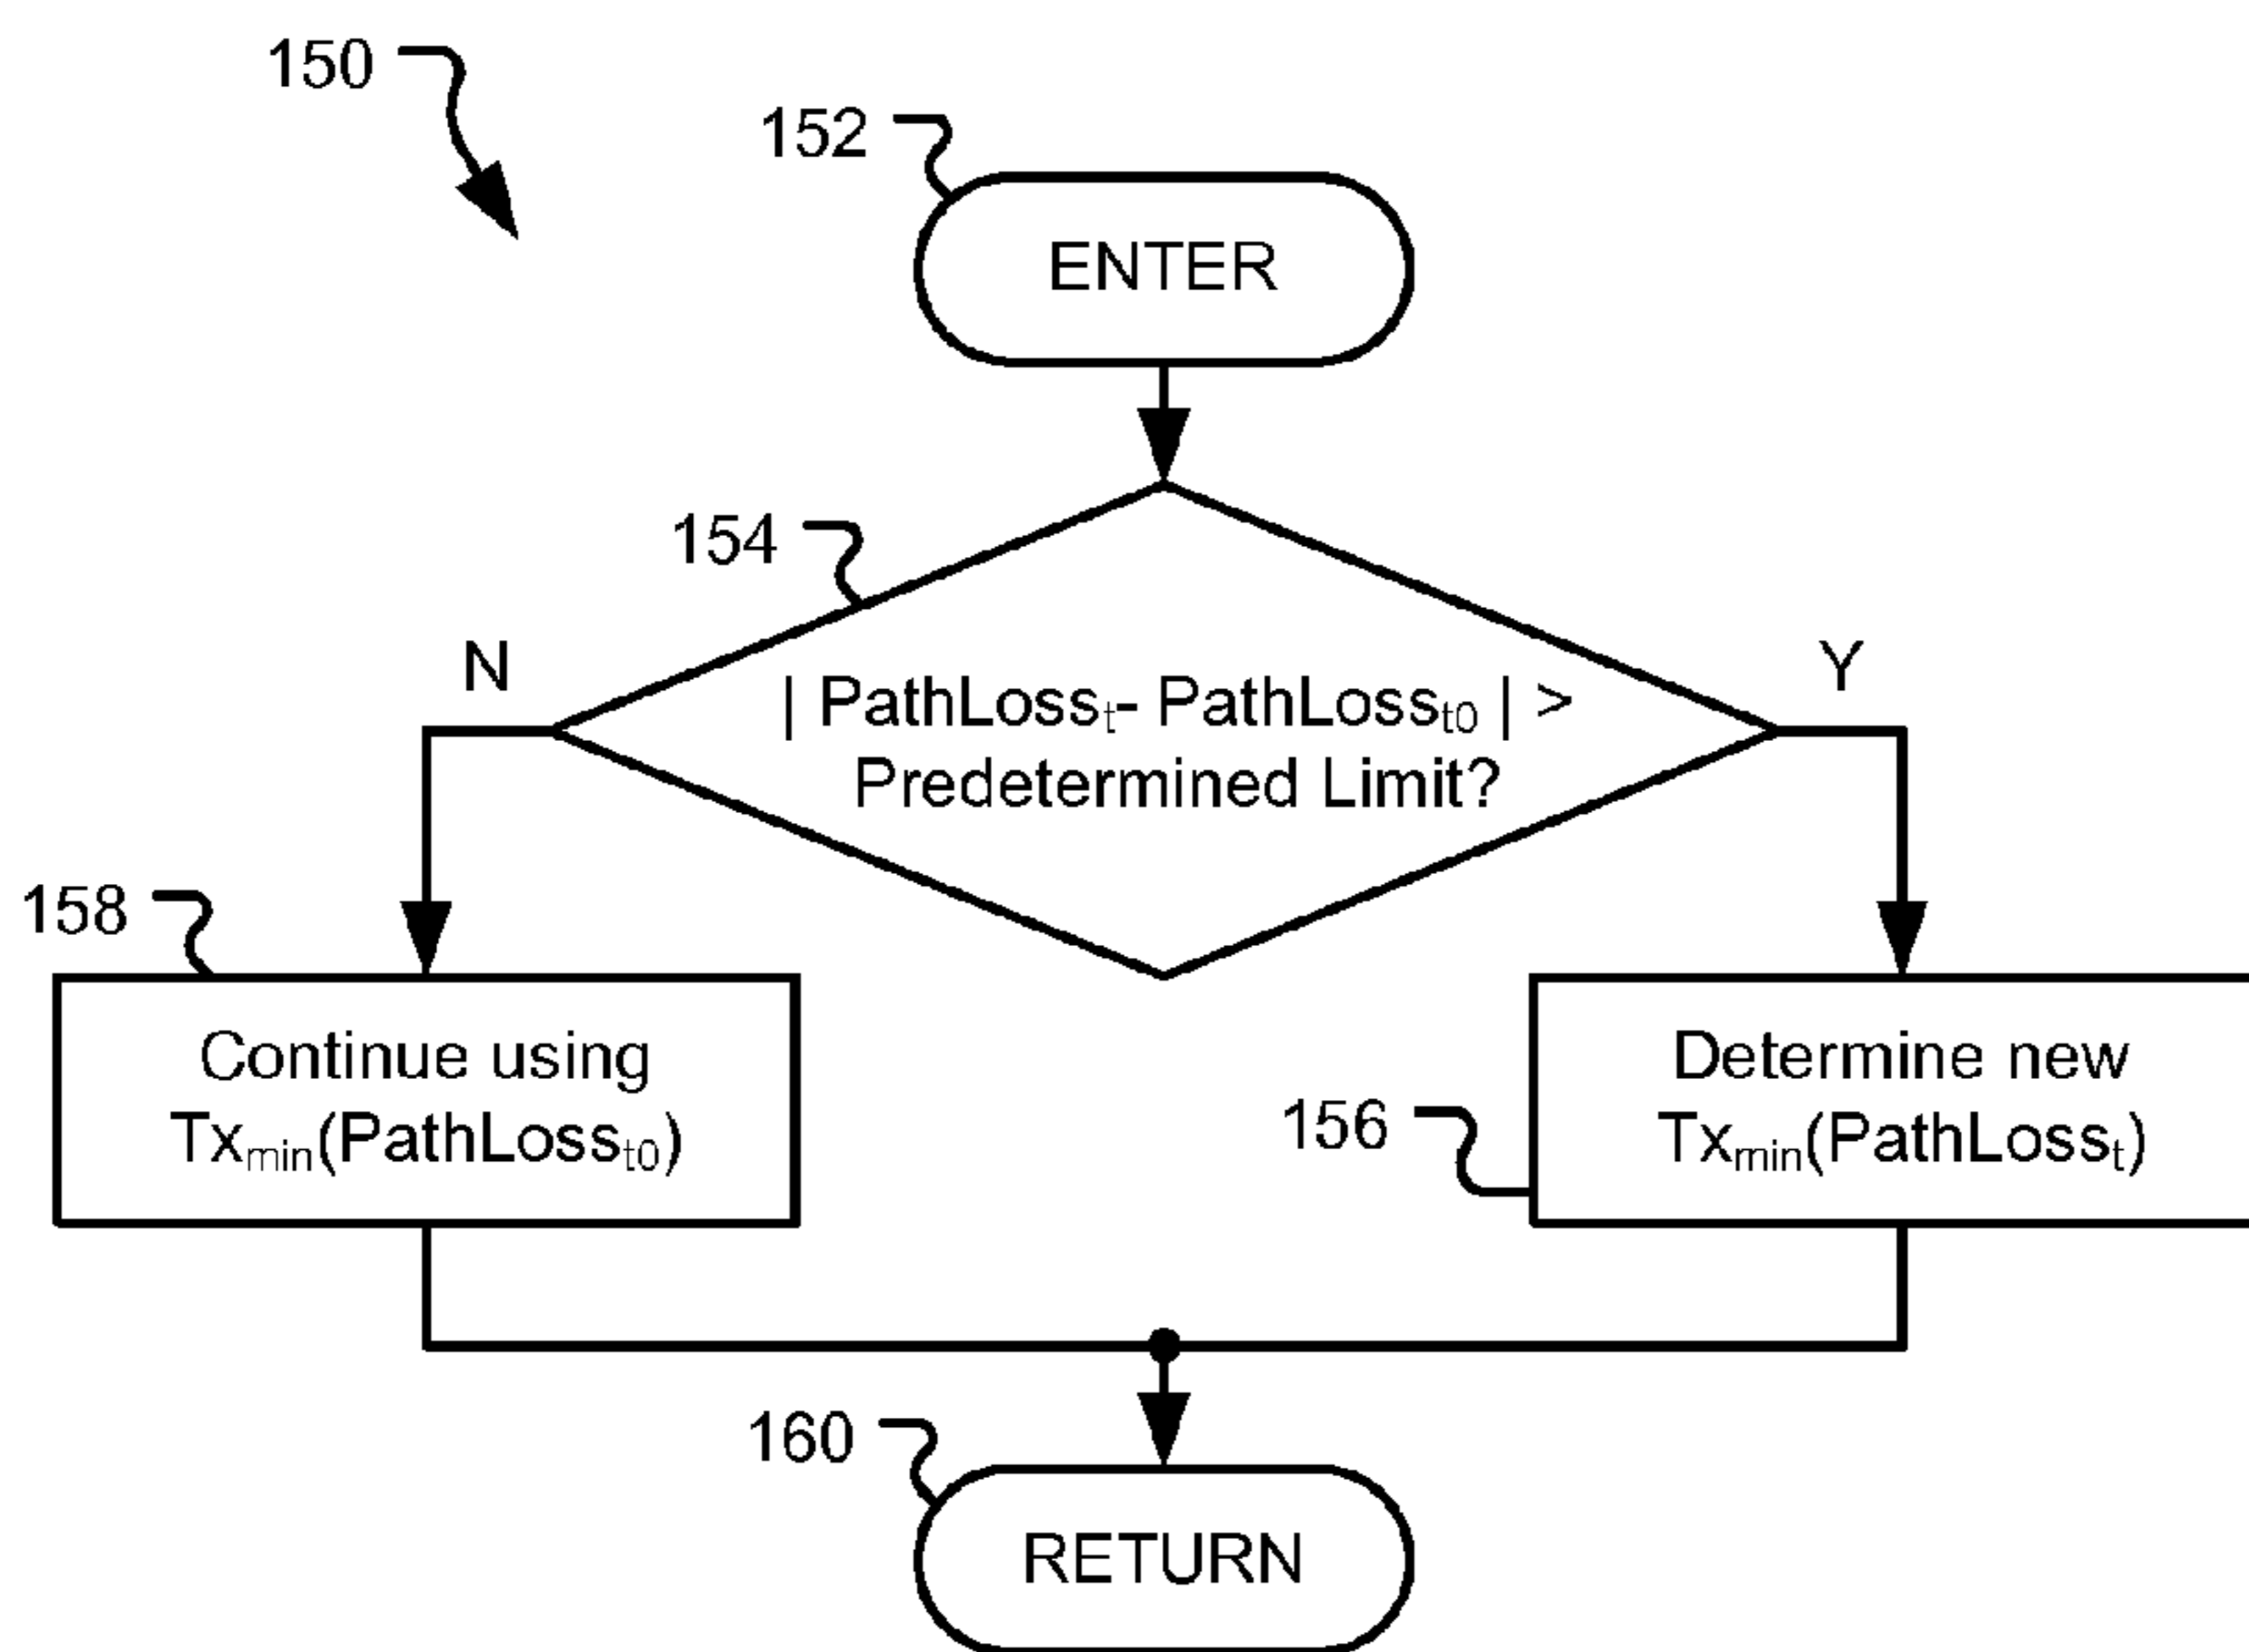 150
152
ENTER
154
N
Y
| PathLossₜ- PathLossₜ₀ | >
Predetermined Limit?
158
Continue using
Txₘᵢₙ(PathLossₜ₀)
Determine new
Txₘᵢₙ(PathLossₜ)
156
160
RETURN